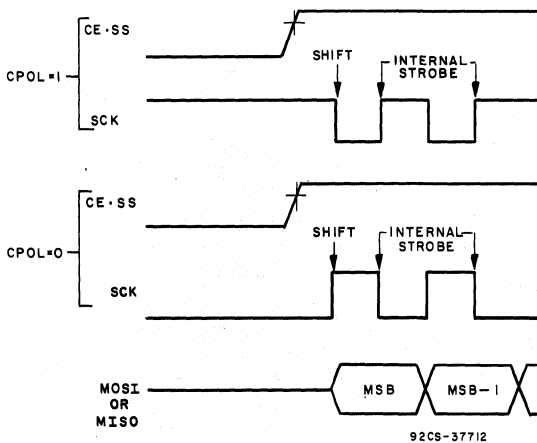 CE·SS
SHIFT
INTERNAL
STROBE
CPOL=1
SCK
CE·SS
SHIFT
INTERNAL
STROBE
CPOL=0
SCK
MOSI
OR
MISO
MSB
MSB-1
92CS-37712